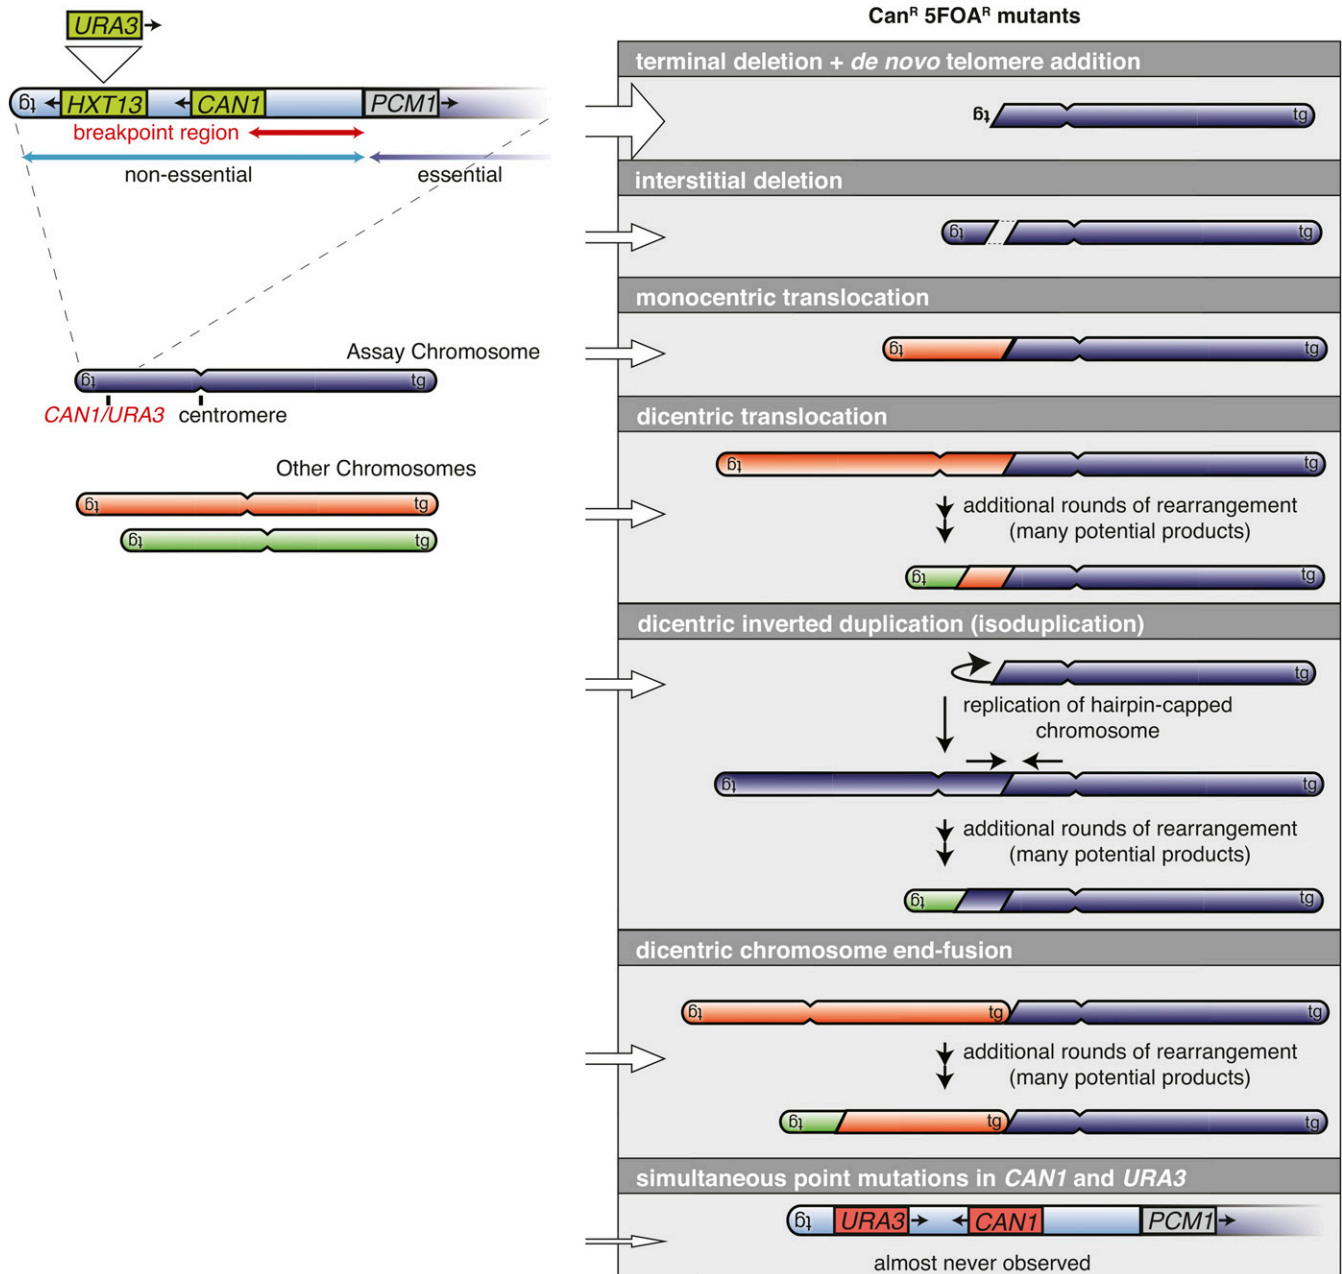 URA3
tg
HXT13
CAN1
PCM1
breakpoint region
non-essential
essential
Assay Chromosome
tg
tg
CAN1/URA3
centromere
Other Chromosomes
tg
tg
tg
tg
Can^R 5FOA^R mutants
terminal deletion + de novo telomere addition
tg
tg
interstitial deletion
tg
tg
monocentric translocation
tg
tg
dicentric translocation
tg
tg
additional rounds of rearrangement
(many potential products)
tg
tg
dicentric inverted duplication (isoduplication)
tg
replication of hairpin-capped
chromosome
tg
tg
additional rounds of rearrangement
(many potential products)
tg
tg
dicentric chromosome end-fusion
tg
tg
tg
additional rounds of rearrangement
(many potential products)
tg
tg
tg
simultaneous point mutations in CAN1 and URA3
tg
URA3
CAN1
PCM1
almost never observed